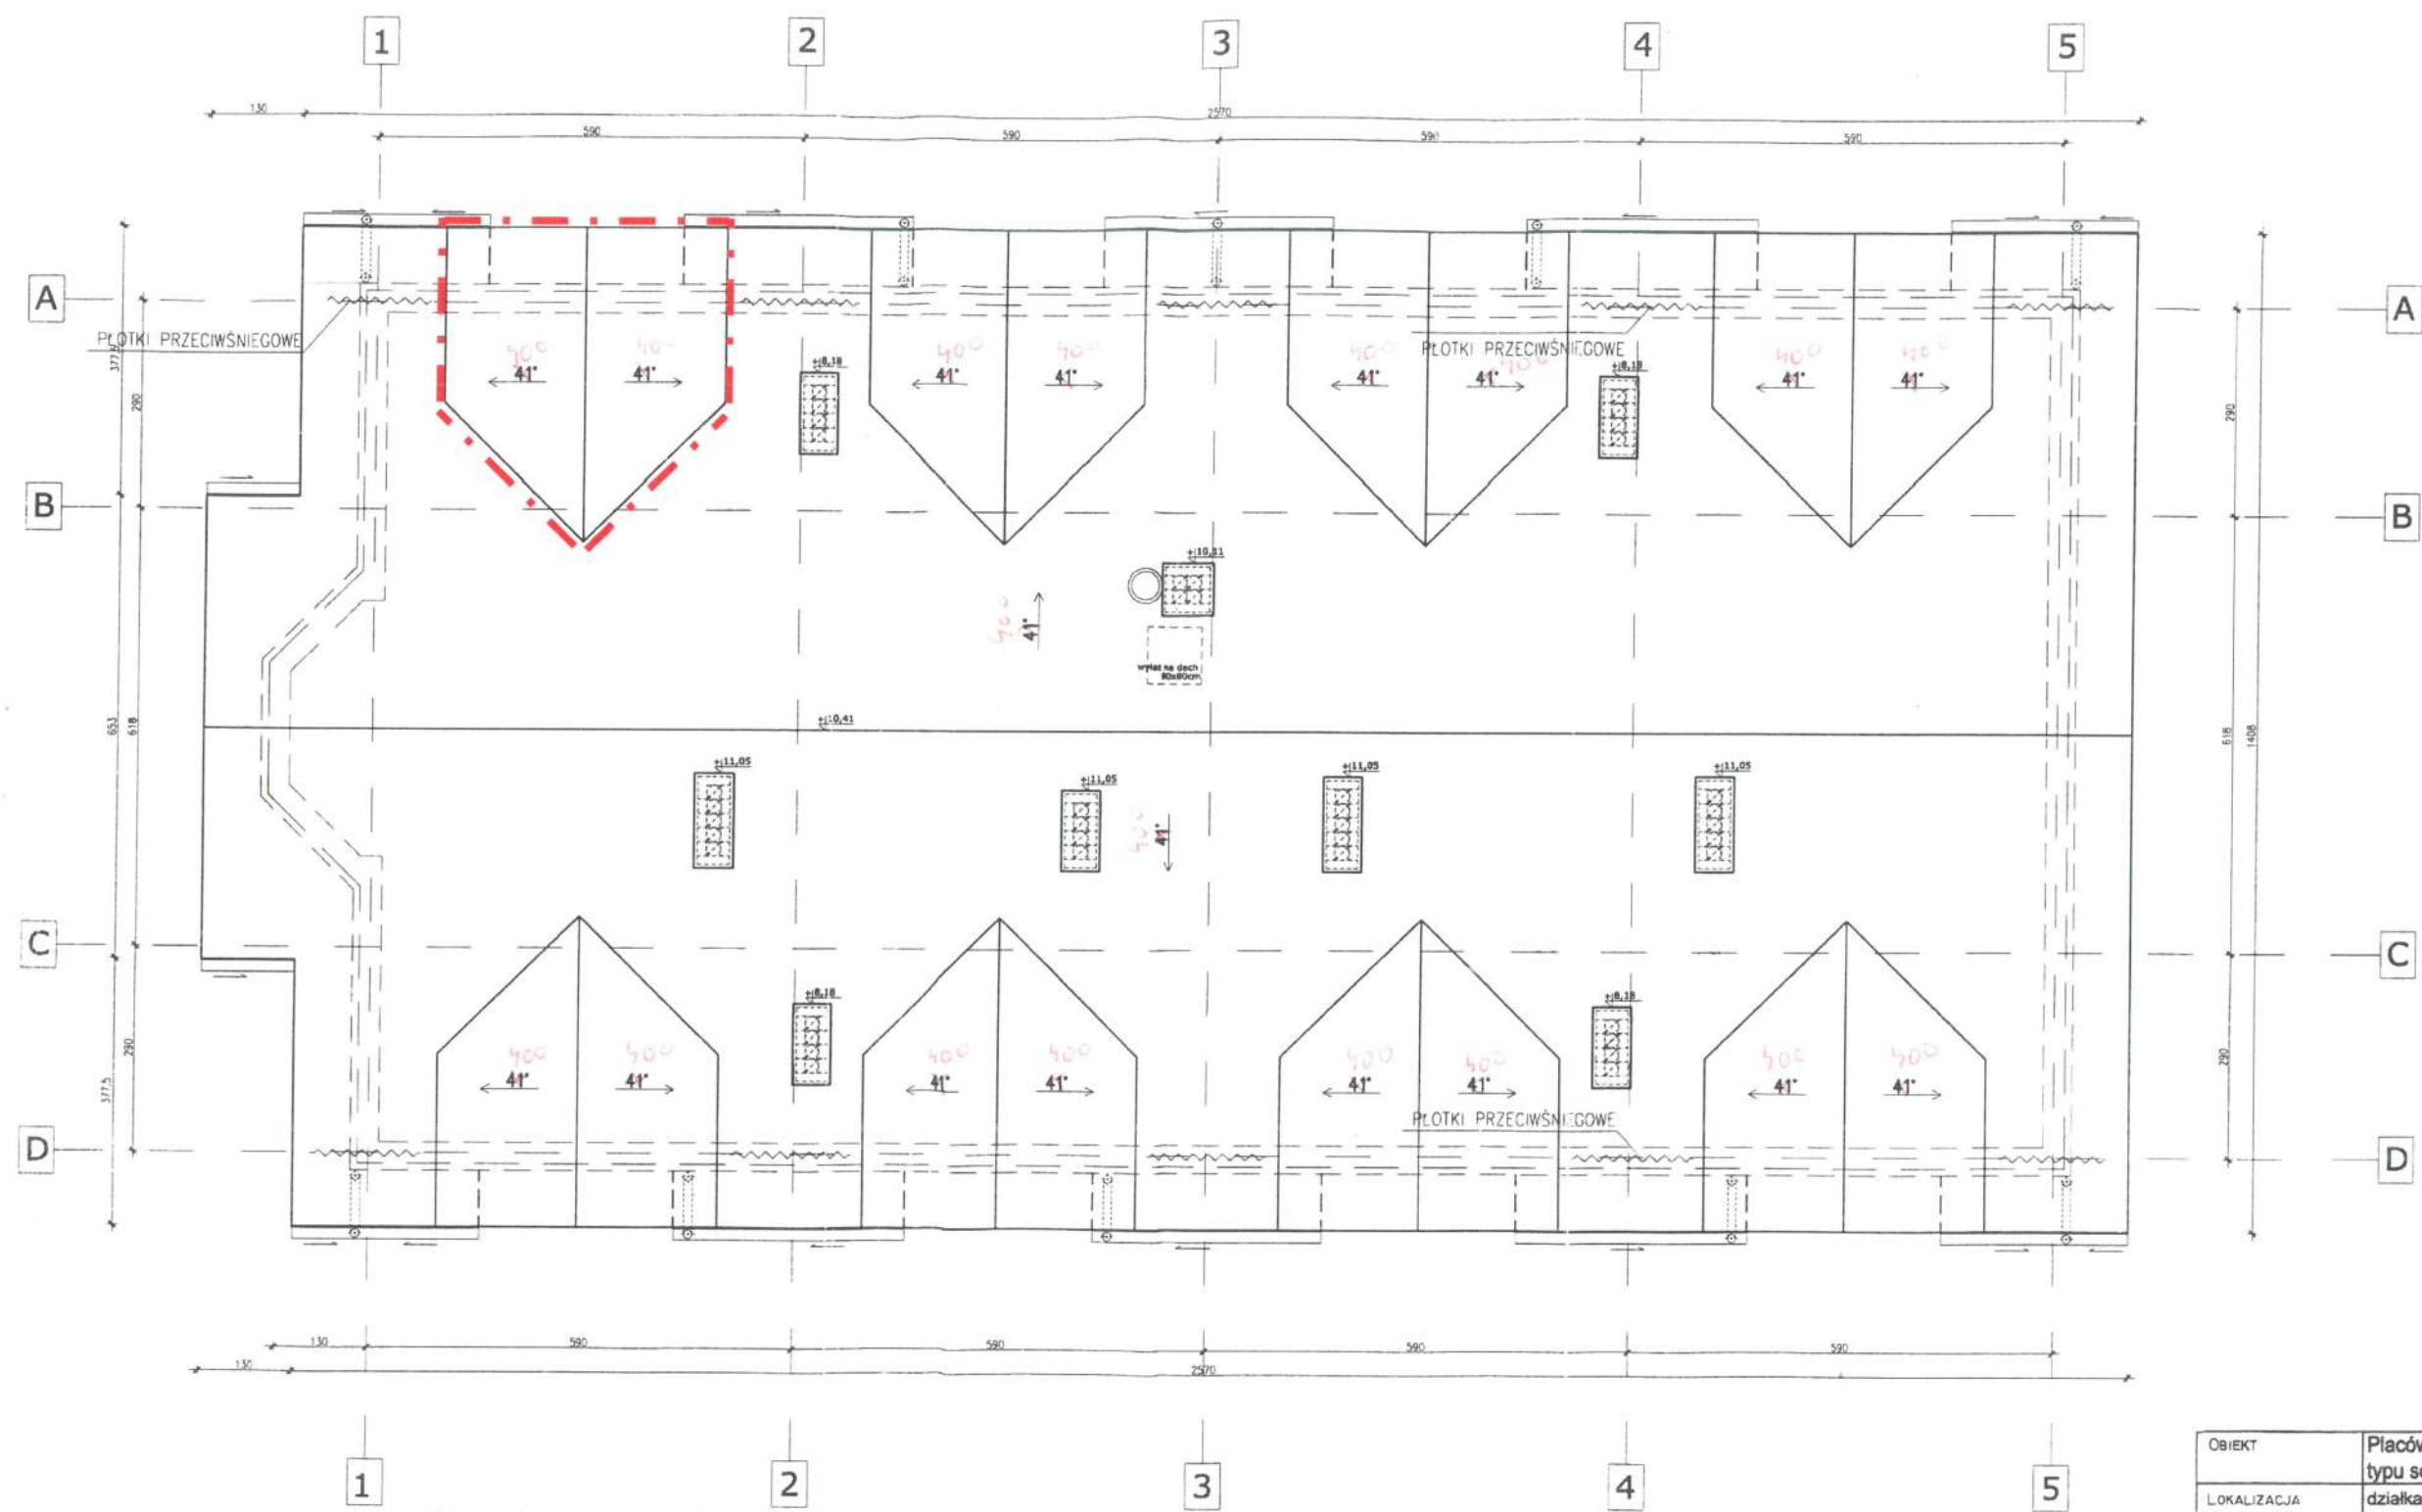 1 2 3 4 5
130 2570
590 590 590 590
A A
PŁOTKI PRZECIWŚNIEGOWE PŁOTKI PRZECIWŚNIEGOWE
377,5 290 290
400 400 400 400 400 400 400 400
41° 41° 41° 41° 41° 41° 41° 41°
+8,18 +8,18
B B
+10,11
400
41°
wyłaz na dach
80x80cm
653 618 618 1408
+10,41
+11,05 +11,05 +11,05 +11,05
400
41°
C C
+8,18 +8,18
377,5 290 290
400 400 400 400 400 400 400 400
41° 41° 41° 41° 41° 41° 41° 41°
PŁOTKI PRZECIWŚNIEGOWE
D D
130 590 590 590 590
130 2570
1 2 3 4 5
OBIEKT
LOKALIZACJA działka
typu